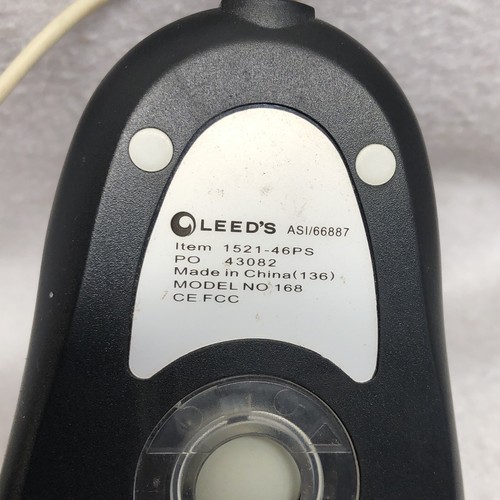 LEED'S ASI/66887
Item 1521-46PS
PO 43082
Made in China(136)
MODEL NO 168
CE FCC